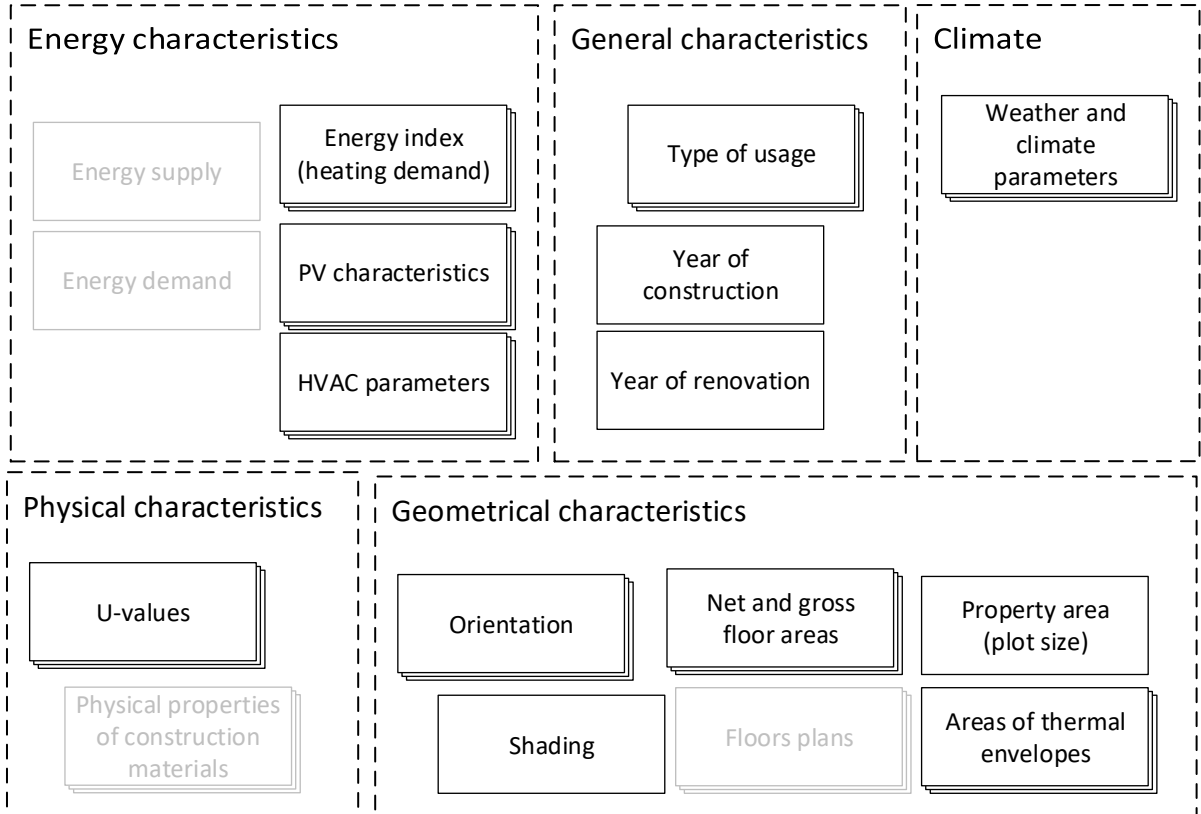 Energy characteristics
Energy supply
Energy demand
Energy index
(heating demand)
PV characteristics
HVAC parameters
General characteristics
Type of usage
Year of
construction
Year of renovation
Climate
Weather and
climate
parameters
Physical characteristics
U-values
Physical properties
of construction
materials
Geometrical characteristics
Orientation
Net and gross
floor areas
Property area
(plot size)
Shading
Floors plans
Areas of thermal
envelopes